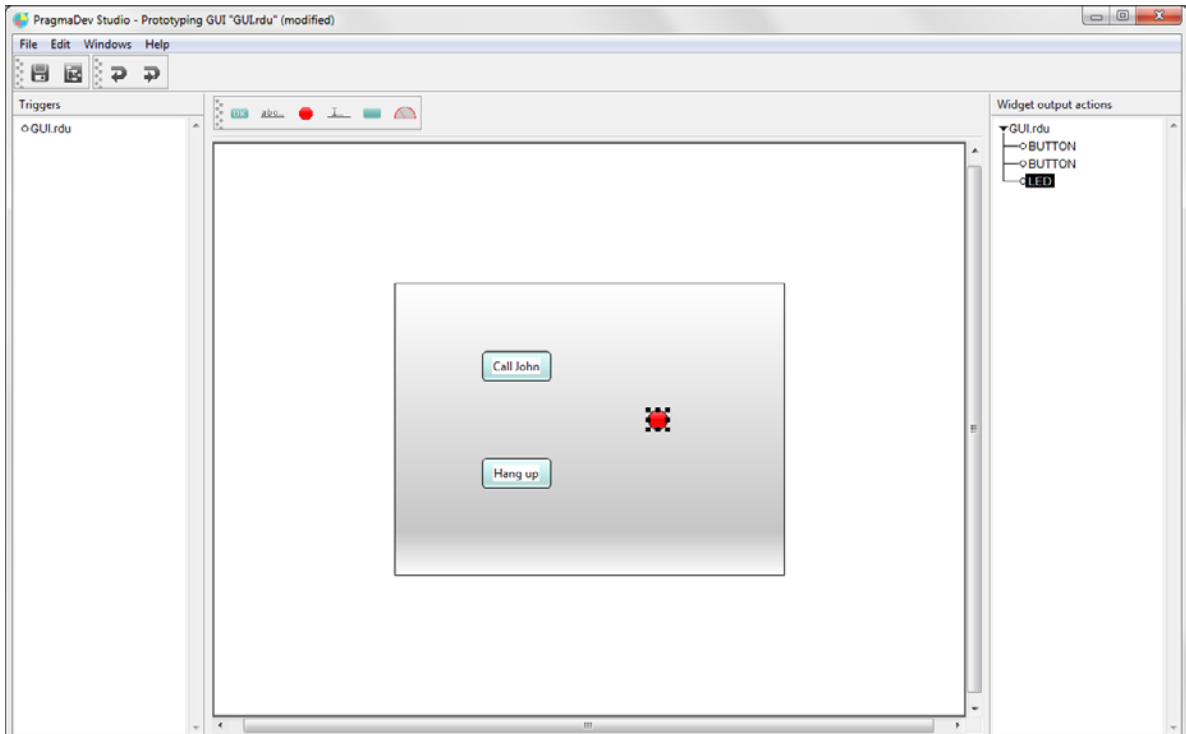 PragmaDev Studio - Prototyping GUI "GUI.rdu" (modified)
File Edit Windows Help
Triggers
GUI.rdu
OK abc...
Widget output actions
GUI.rdu
BUTTON
BUTTON
LED
Call John
Hang up